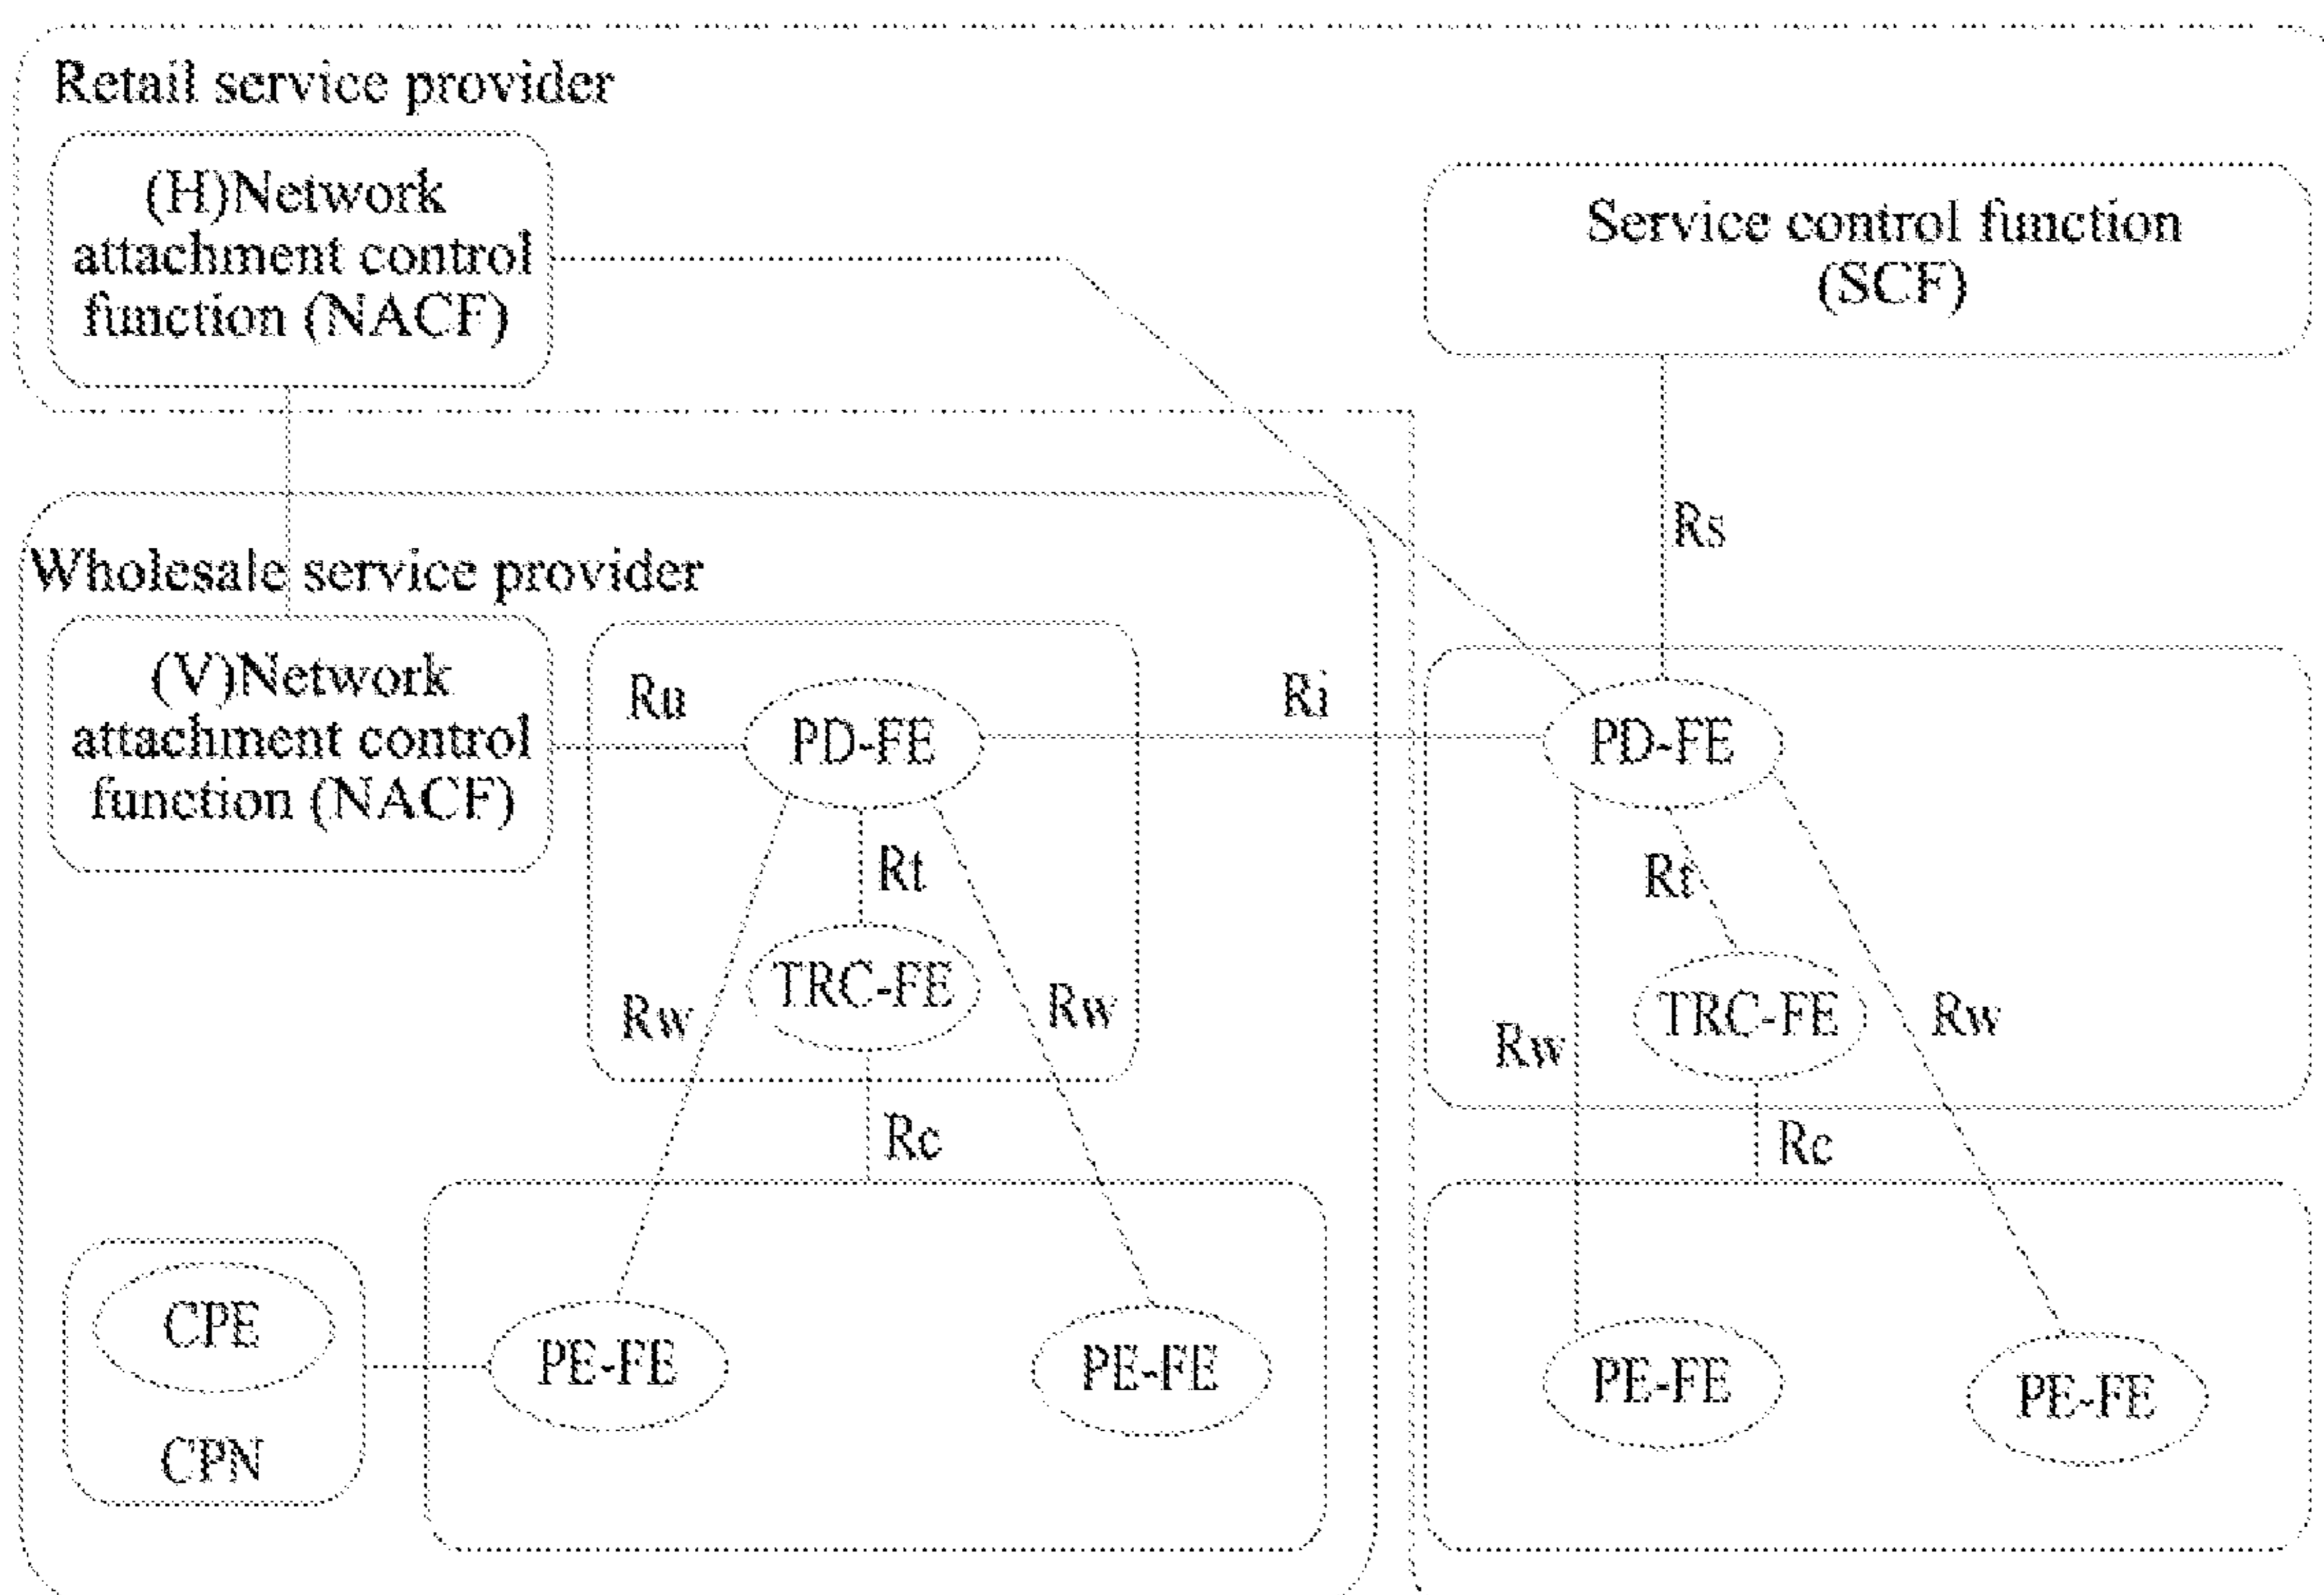 Retail service provider
(H)Network
attachment control
function (NACF)
Service control function
(SCF)
Rs
Wholesale service provider
(V)Network
attachment control
function (NACF)
Ru
PD-FE
Ri
PD-FE
Rt
Rt
TRC-FE
TRC-FE
Rw
Rw
Rw
Rw
Rc
Rc
CPE
CPN
PE-FE
PE-FE
PE-FE
PE-FE